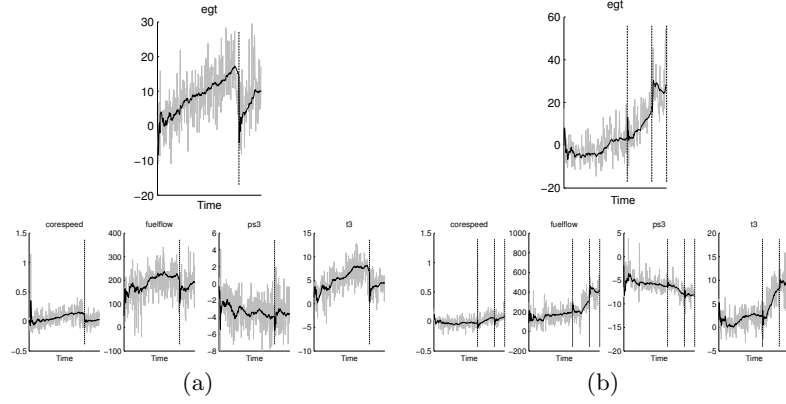 egt
30
20
10
0
−10
−20
Time
egt
60
40
20
0
−20
Time
corespeed
1.5
1
0.5
0
−0.5
Time
fuelflow
400
300
200
100
0
−100
Time
ps3
6
4
2
0
−2
−4
−6
−8
Time
t3
15
10
5
0
−5
−10
Time
corespeed
1.5
1
0.5
0
−0.5
Time
fuelflow
1000
800
600
400
200
0
200
Time
ps3
5
0
−5
−10
−15
−20
Time
t3
20
15
10
5
0
−5
Time
(a)
(b)